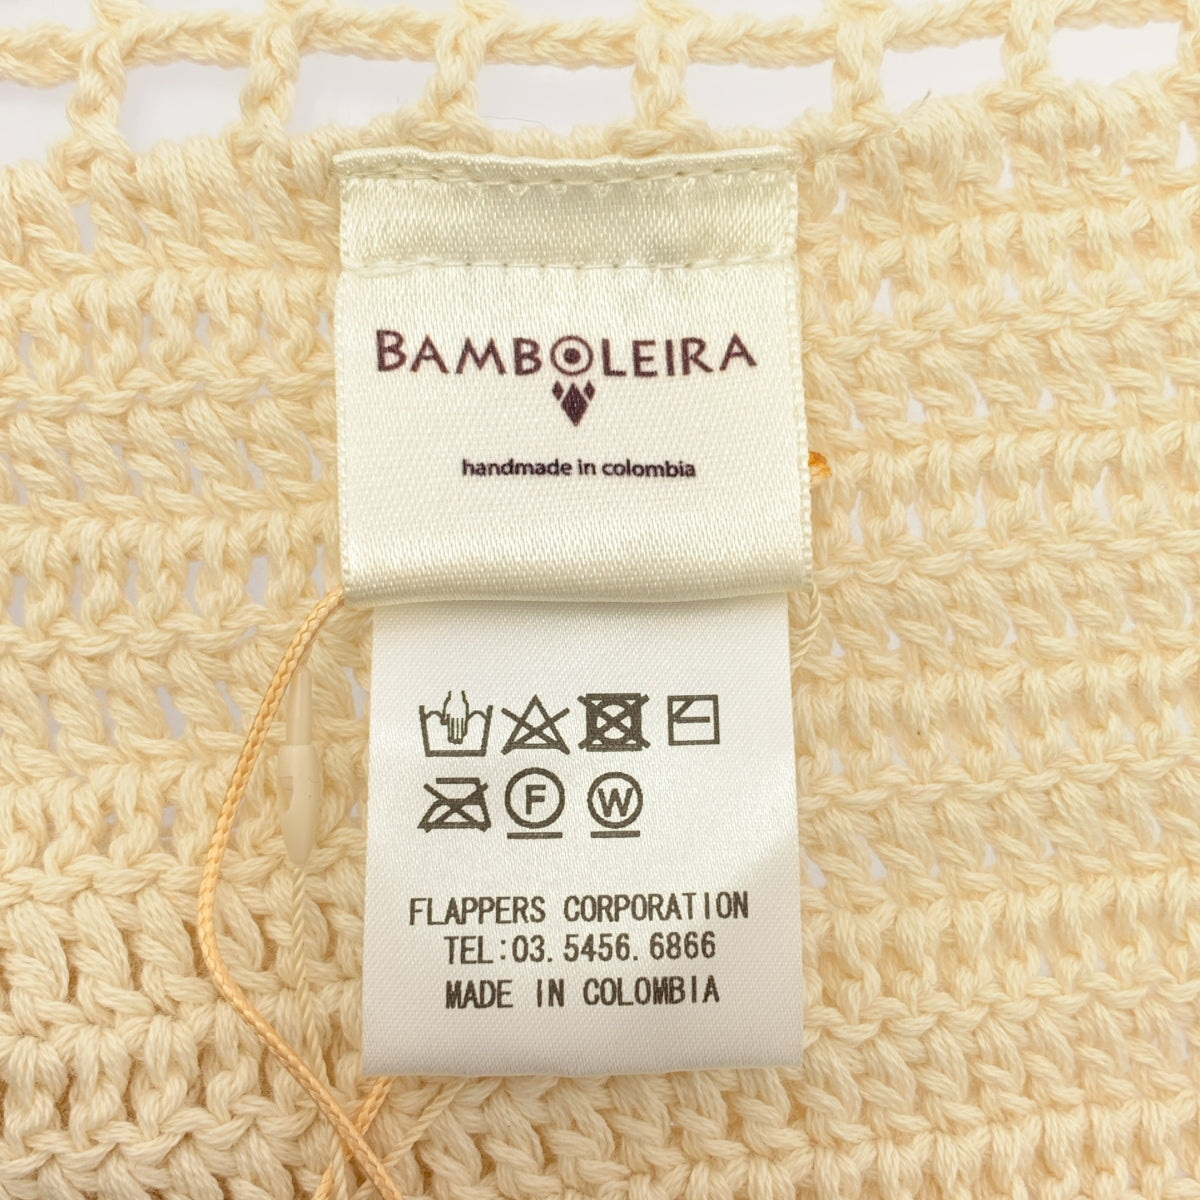 BAMBOLEIRA
handmade in colombia
F W
FLAPPERS CORPORATION
TEL:03.5456.6866
MADE IN COLOMBIA